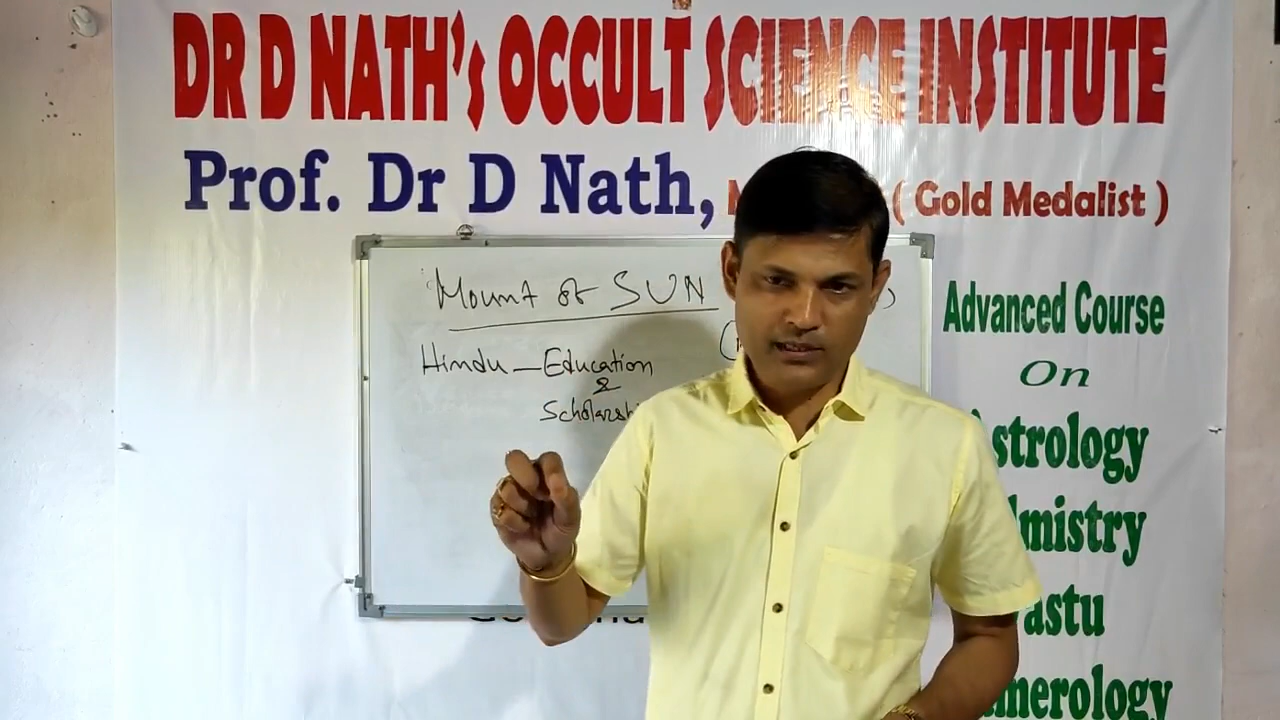 DR D NATH's OCCULT SCIENCE INSTITUTE
Prof. Dr D Nath, ( Gold Medalist )
Mount of SUN
Hindu — Education
&
Scholarshi
Advanced Course
On
strology
lmistry
astu
merology